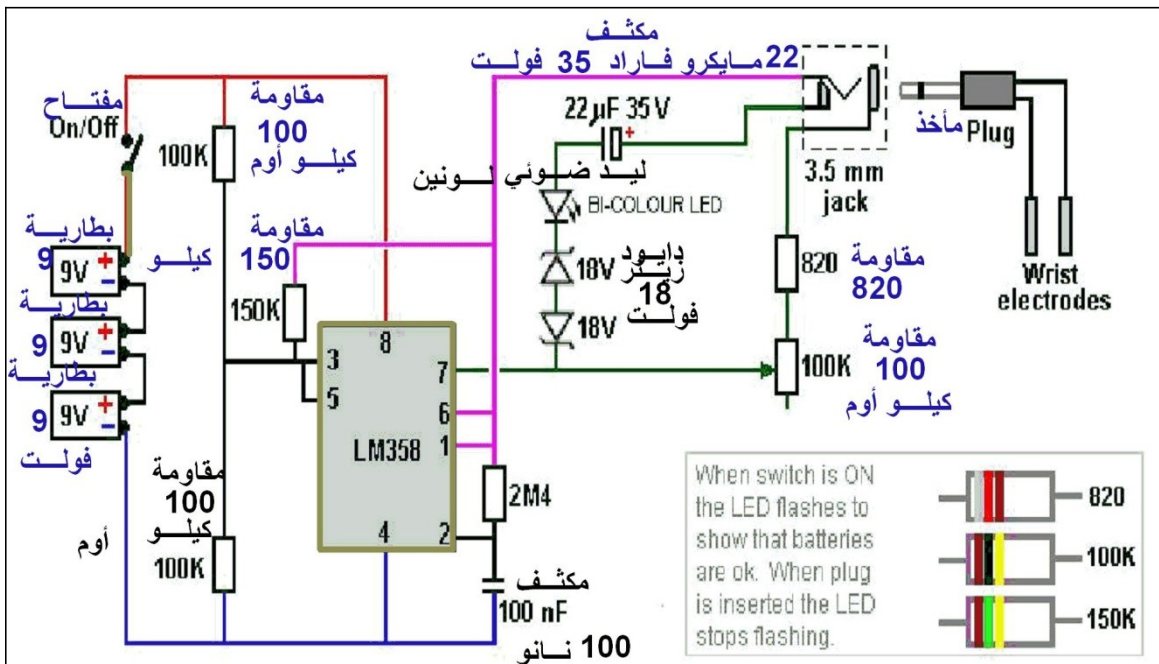 مكثف
22 مايكرو فاراد 35 فولت
مفتاح
On/Off
100K
مقاومة
100
كيلو أوم
22 µF 35V
+
ليد ضوئي لونين
BI-COLOUR LED
3.5 mm
jack
مأخذ
Plug
Wrist
electrodes
بطارية
9
9V
+
-
بطارية
9
9V
+
-
بطارية
9
9V
+
-
فولت
كيلو
مقاومة
150
150K
18V
18V
دايود
زينر
18
فولت
820
مقاومة
820
100K
مقاومة
100
كيلو أوم
3
5
8
7
6
1
LM358
4
2
2M4
مقاومة
100
كيلو
أوم
100K
مكثف
100 nF
100 نانو
When switch is ON
the LED flashes to
show that batteries
are ok. When plug
is inserted the LED
stops flashing.
820
100K
150K